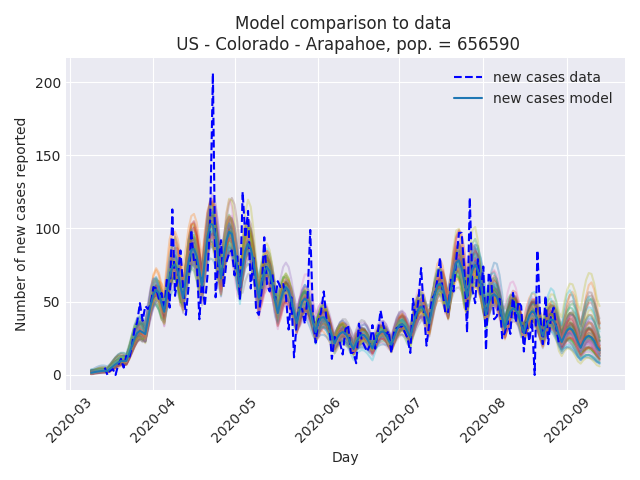 Model comparison to data
US - Colorado - Arapahoe, pop. = 656590
new cases data
new cases model
Number of new cases reported
200
150
100
50
0
2020-03
2020-04
2020-05
2020-06
2020-07
2020-08
2020-09
Day